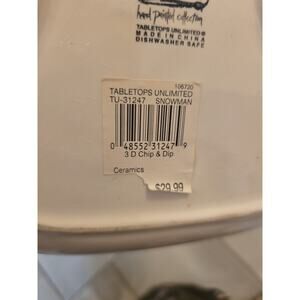 hand painted collection
TABLETOPS UNLIMITED®
MADE IN CHINA
DISHWASHER SAFE
106720
TABLETOPS UNLIMITED
TU-31247 SNOWMAN
0 48552 31247 9
3 D Chip & Dip
Ceramics
$29.99